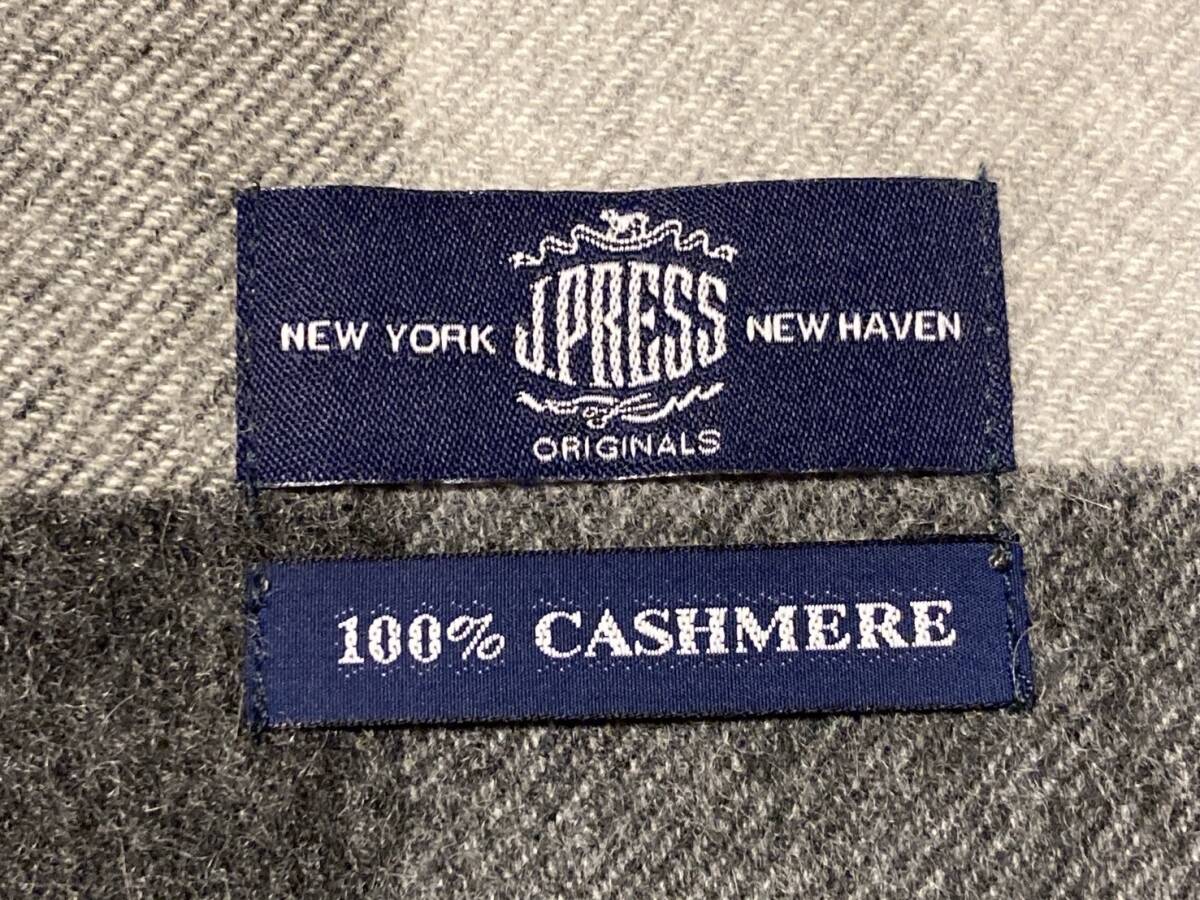 NEW YORK J.PRESS NEW HAVEN
ORIGINALS
100% CASHMERE